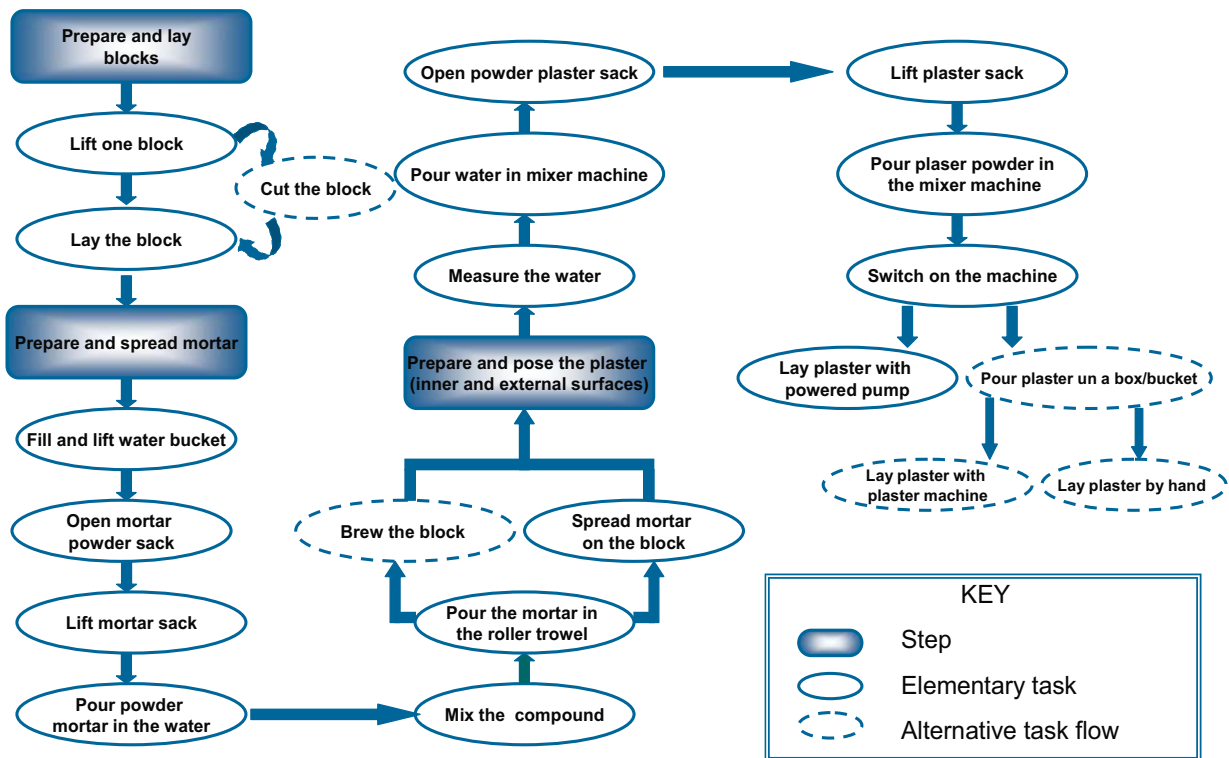 Prepare and lay
blocks
Lift one block
Cut the block
Lay the block
Prepare and spread mortar
Fill and lift water bucket
Open mortar
powder sack
Lift mortar sack
Pour powder
mortar in the water
Mix the compound
Pour the mortar in
the roller trowel
Brew the block
Spread mortar
on the block
Prepare and pose the plaster
(inner and external surfaces)
Measure the water
Pour water in mixer machine
Open powder plaster sack
Lift plaster sack
Pour plaser powder in
the mixer machine
Switch on the machine
Lay plaster with
powered pump
Pour plaster un a box/bucket
Lay plaster with
plaster machine
Lay plaster by hand
KEY
Step
Elementary task
Alternative task flow